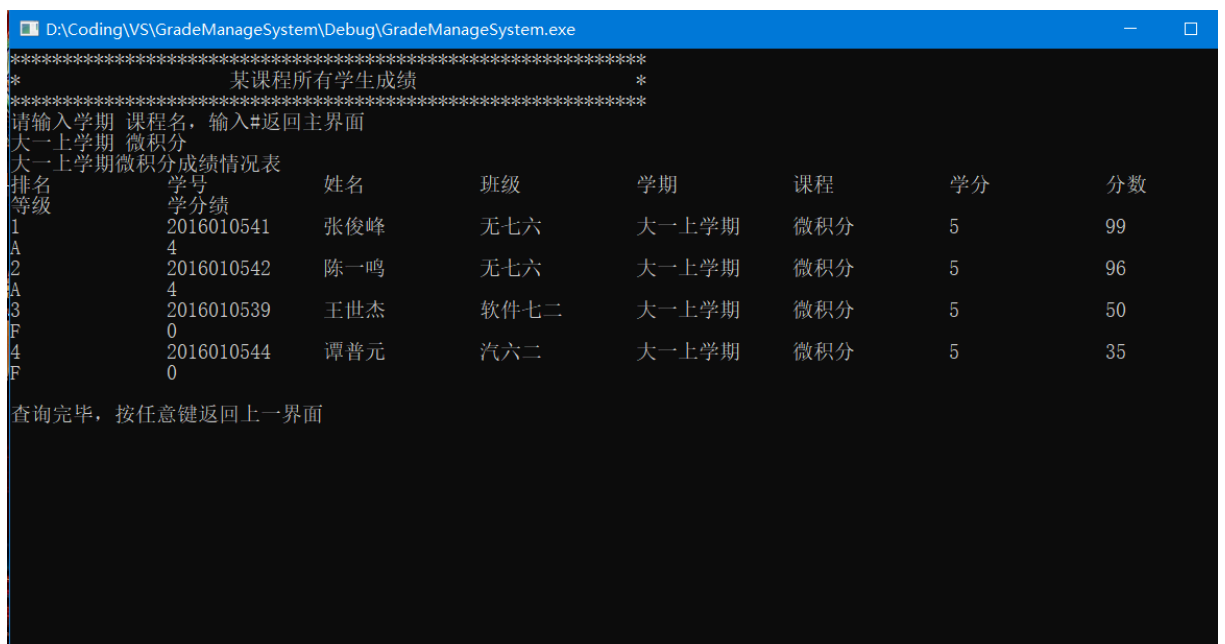 D:\Coding\VS\GradeManageSystem\Debug\GradeManageSystem.exe
*************************************************************
* 某课程所有学生成绩 *
*************************************************************
请输入学期 课程名，输入#返回主界面
大一上学期 微积分
大一上学期微积分成绩情况表
排名 学号 姓名 班级 学期 课程 学分 分数
等级 学分绩
1 2016010541 张俊峰 无七六 大一上学期 微积分 5 99
A 4
2 2016010542 陈一鸣 无七六 大一上学期 微积分 5 96
A 4
3 2016010539 王世杰 软件七二 大一上学期 微积分 5 50
F 0
4 2016010544 谭普元 汽六二 大一上学期 微积分 5 35
F 0
查询完毕，按任意键返回上一界面